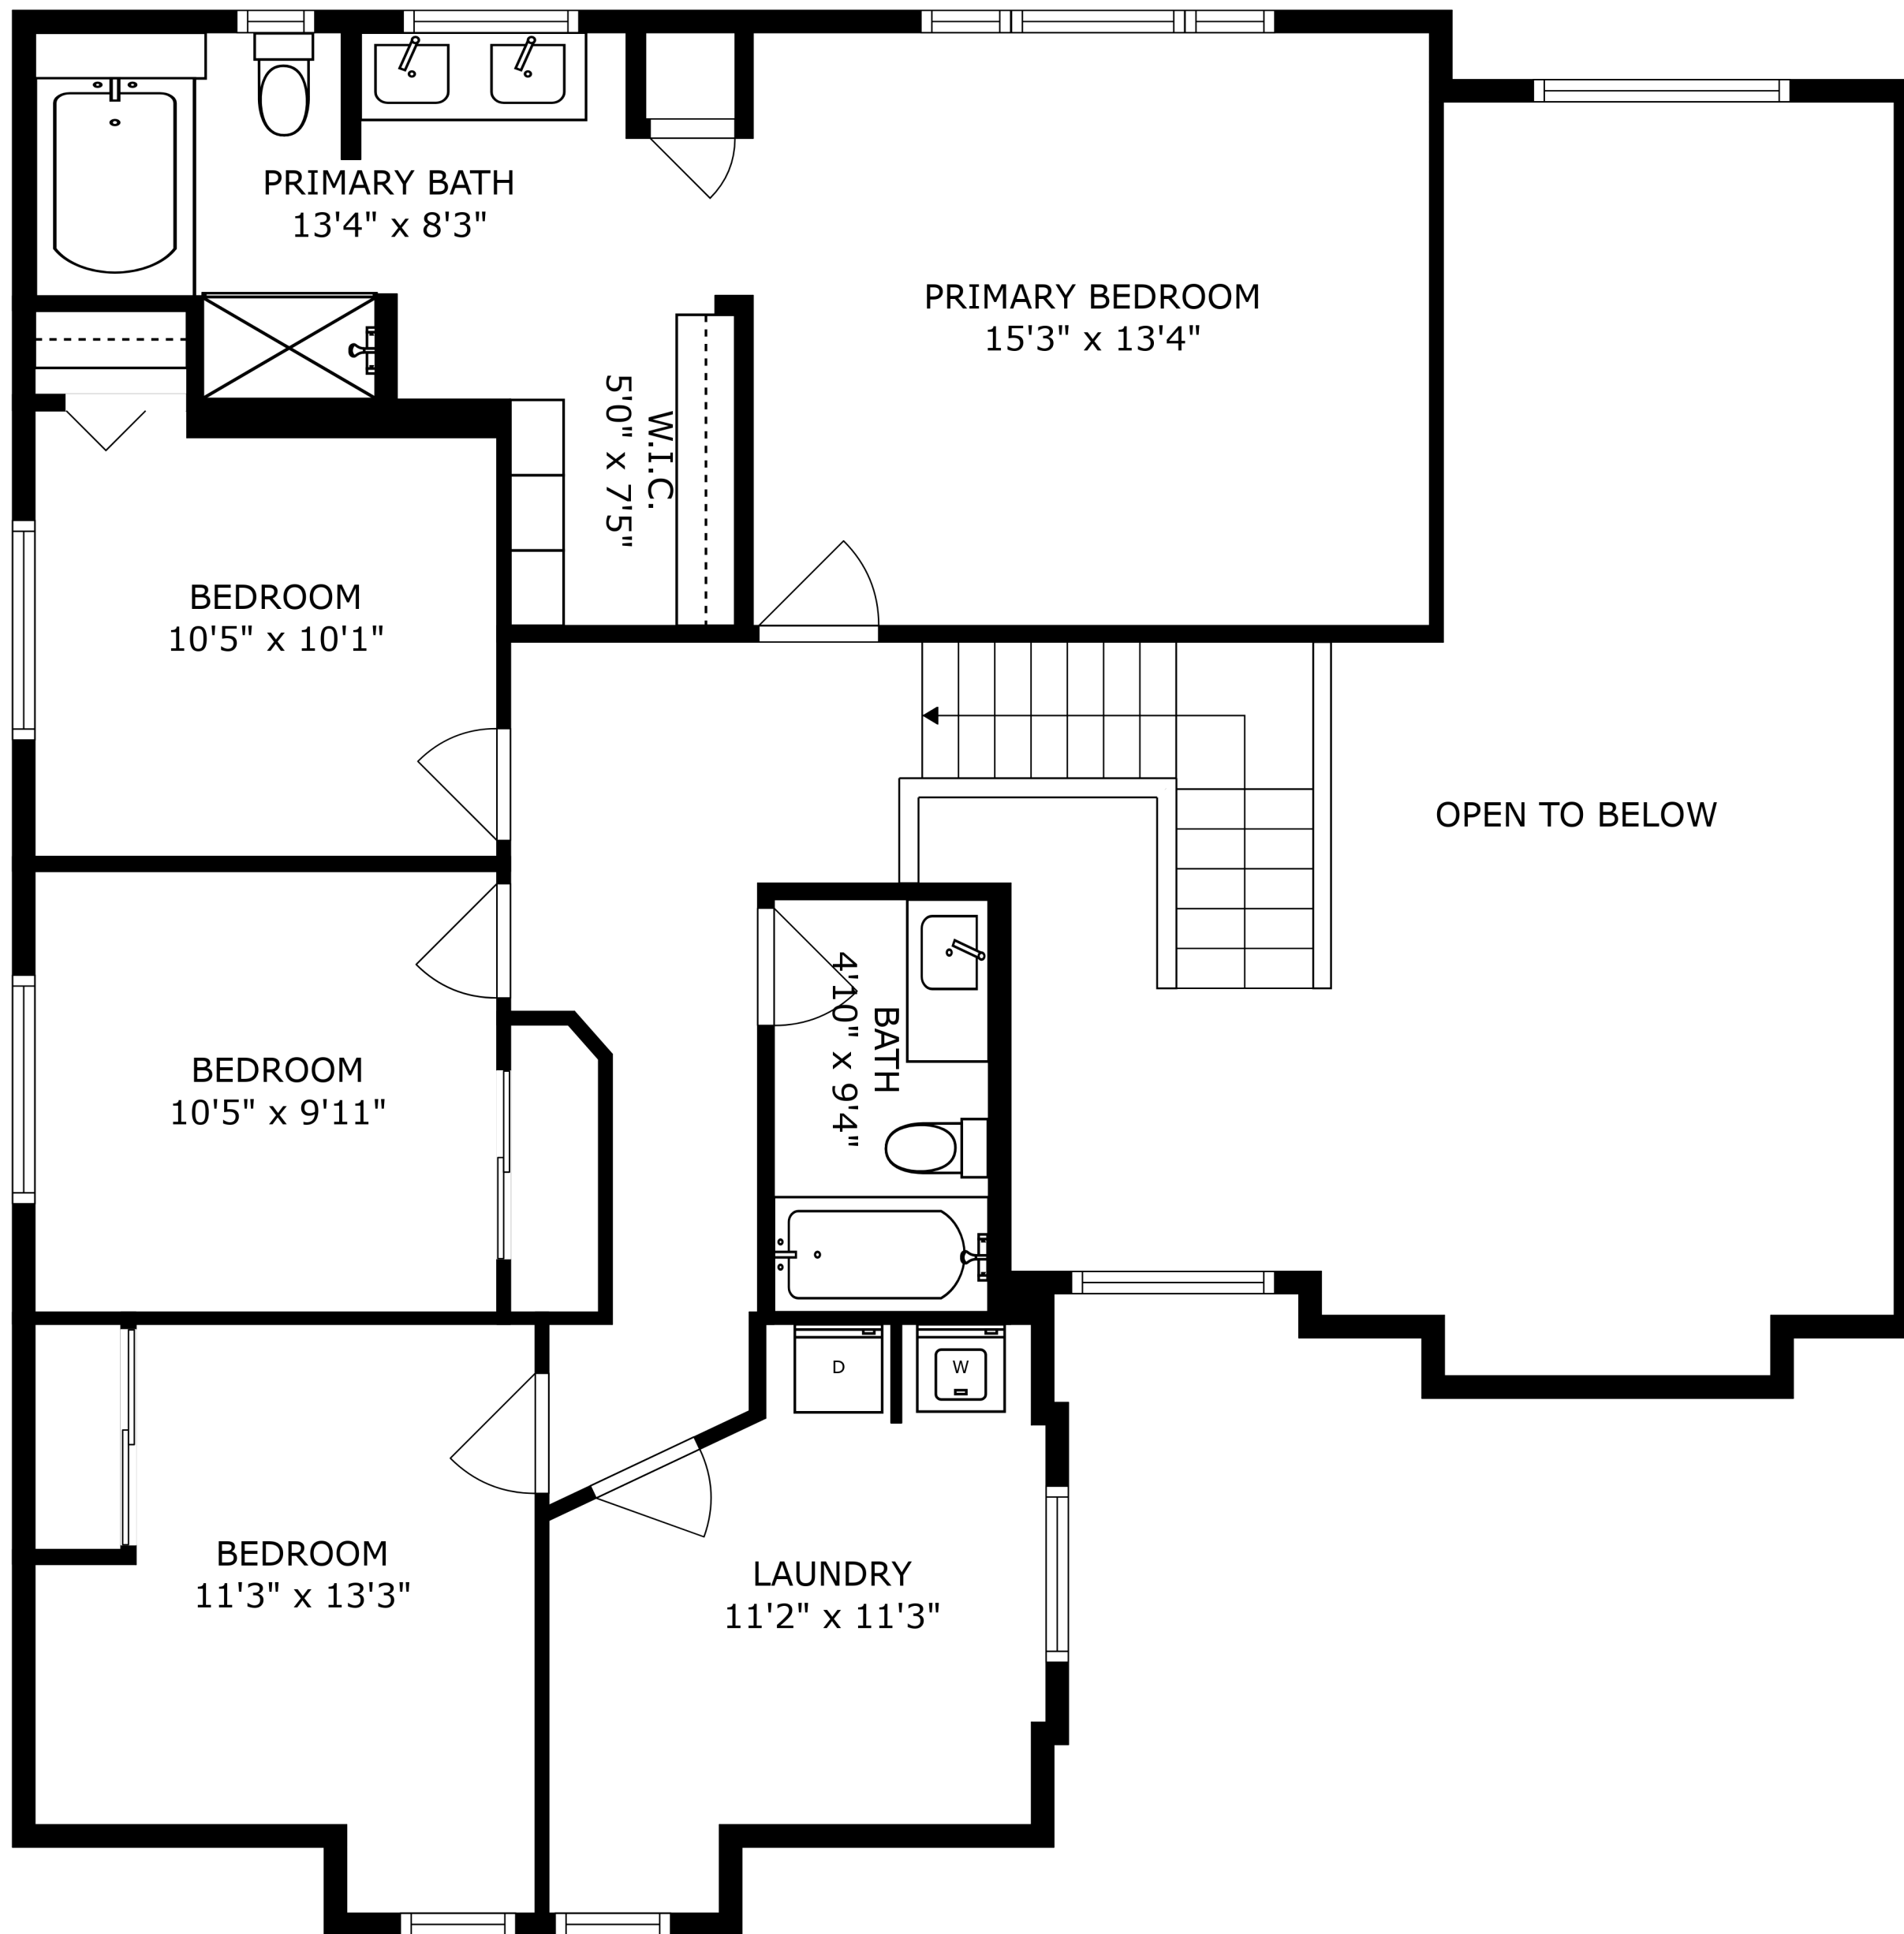 PRIMARY BATH
13'4" x 8'3"
PRIMARY BEDROOM
15'3" x 13'4"
W.I.C.
5'0" x 7'5"
BEDROOM
10'5" x 10'1"
OPEN TO BELOW
BATH
4'10" x 9'4"
BEDROOM
10'5" x 9'11"
D
W
BEDROOM
11'3" x 13'3"
LAUNDRY
11'2" x 11'3"